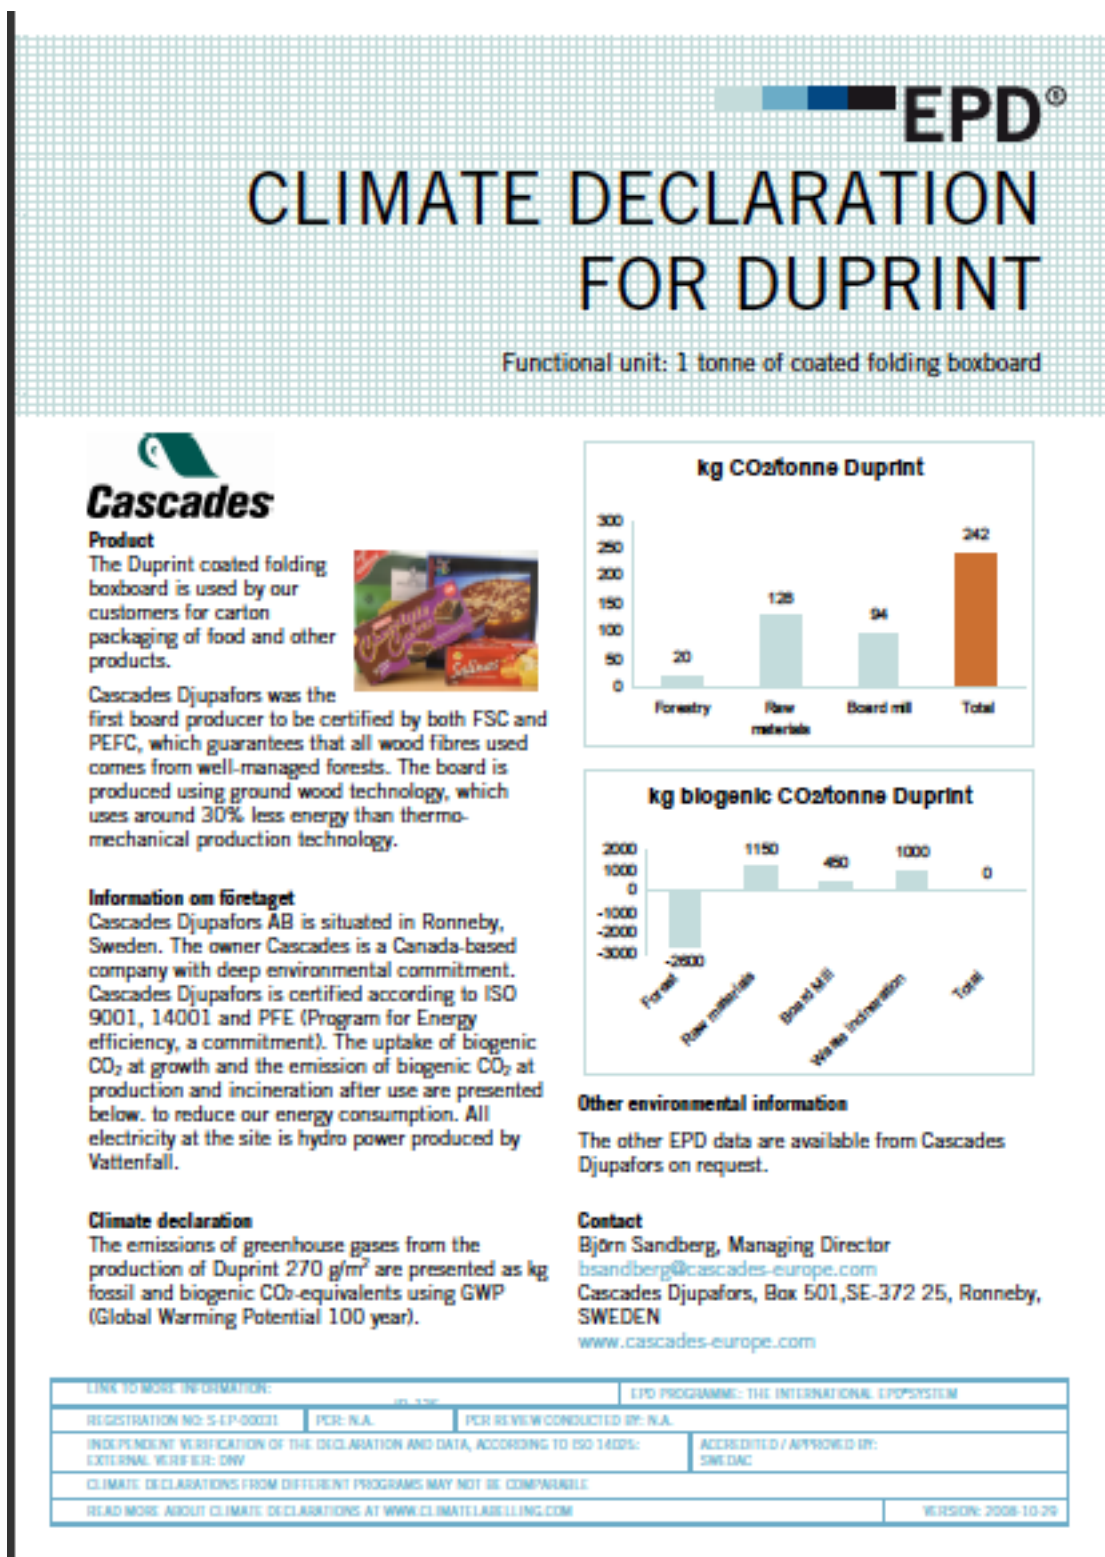 EPD®
CLIMATE DECLARATION
FOR DUPRINT
Functional unit: 1 tonne of coated folding boxboard
Cascades
Product
The Duprint coated folding
boxboard is used by our
customers for carton
packaging of food and other
products.
Cascades Djupafors was the
first board producer to be certified by both FSC and
PEFC, which guarantees that all wood fibres used
comes from well-managed forests. The board is
produced using ground wood technology, which
uses around 30% less energy than thermo-
mechanical production technology.
Information om företaget
Cascades Djupafors AB is situated in Ronneby,
Sweden. The owner Cascades is a Canada-based
company with deep environmental commitment.
Cascades Djupafors is certified according to ISO
9001, 14001 and PFE (Program for Energy
efficiency, a commitment). The uptake of biogenic
CO₂ at growth and the emission of biogenic CO₂ at
production and incineration after use are presented
below. to reduce our energy consumption. All
electricity at the site is hydro power produced by
Vattenfall.
Climate declaration
The emissions of greenhouse gases from the
production of Duprint 270 g/m² are presented as kg
fossil and biogenic CO₂-equivalents using GWP
(Global Warming Potential 100 year).
kg CO2/tonne Duprint
300
250
200
150
100
50
0
20
128
94
242
Forestry
Raw materials
Board mill
Total
kg biogenic CO2/tonne Duprint
2000
1000
0
-1000
-2000
-3000
-2600
1150
450
1000
0
Forest
Raw materials
Board Mill
Waste incineration
Total
Other environmental information
The other EPD data are available from Cascades
Djupafors on request.
Contact
Björn Sandberg, Managing Director
bsandberg@cascades-europe.com
Cascades Djupafors, Box 501,SE-372 25, Ronneby,
SWEDEN
www.cascades-europe.com
LINK TO MORE INFORMATION:
EPD PROGRAMME: THE INTERNATIONAL EPD®SYSTEM
REGISTRATION NO: S-EP-00031
PCR: N.A.
PCR REVIEW CONDUCTED BY: N.A.
INDEPENDENT VERIFICATION OF THE DECLARATION AND DATA, ACCORDING TO ISO 14025:
EXTERNAL VERIFIER: DNV
ACCREDITED / APPROVED BY:
SWEDAC
CLIMATE DECLARATIONS FROM DIFFERENT PROGRAMS MAY NOT BE COMPARABLE
READ MORE ABOUT CLIMATE DECLARATIONS AT WWW.CLIMATELABELLING.COM
VERSION: 2008-10-29